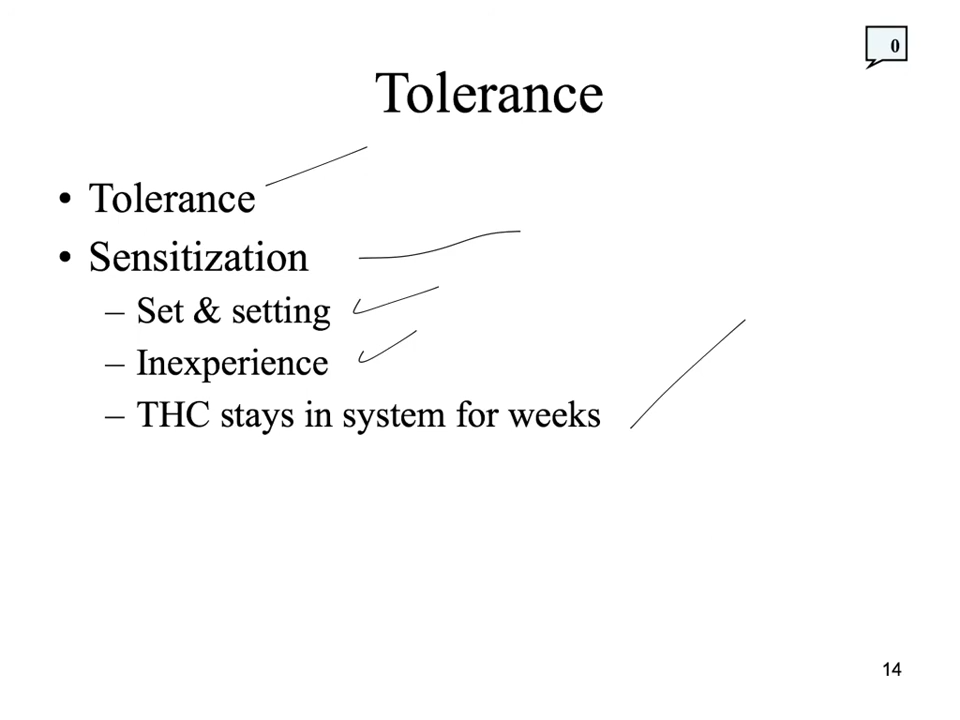 0
Tolerance
• Tolerance
• Sensitization
– Set & setting
– Inexperience
– THC stays in system for weeks
14